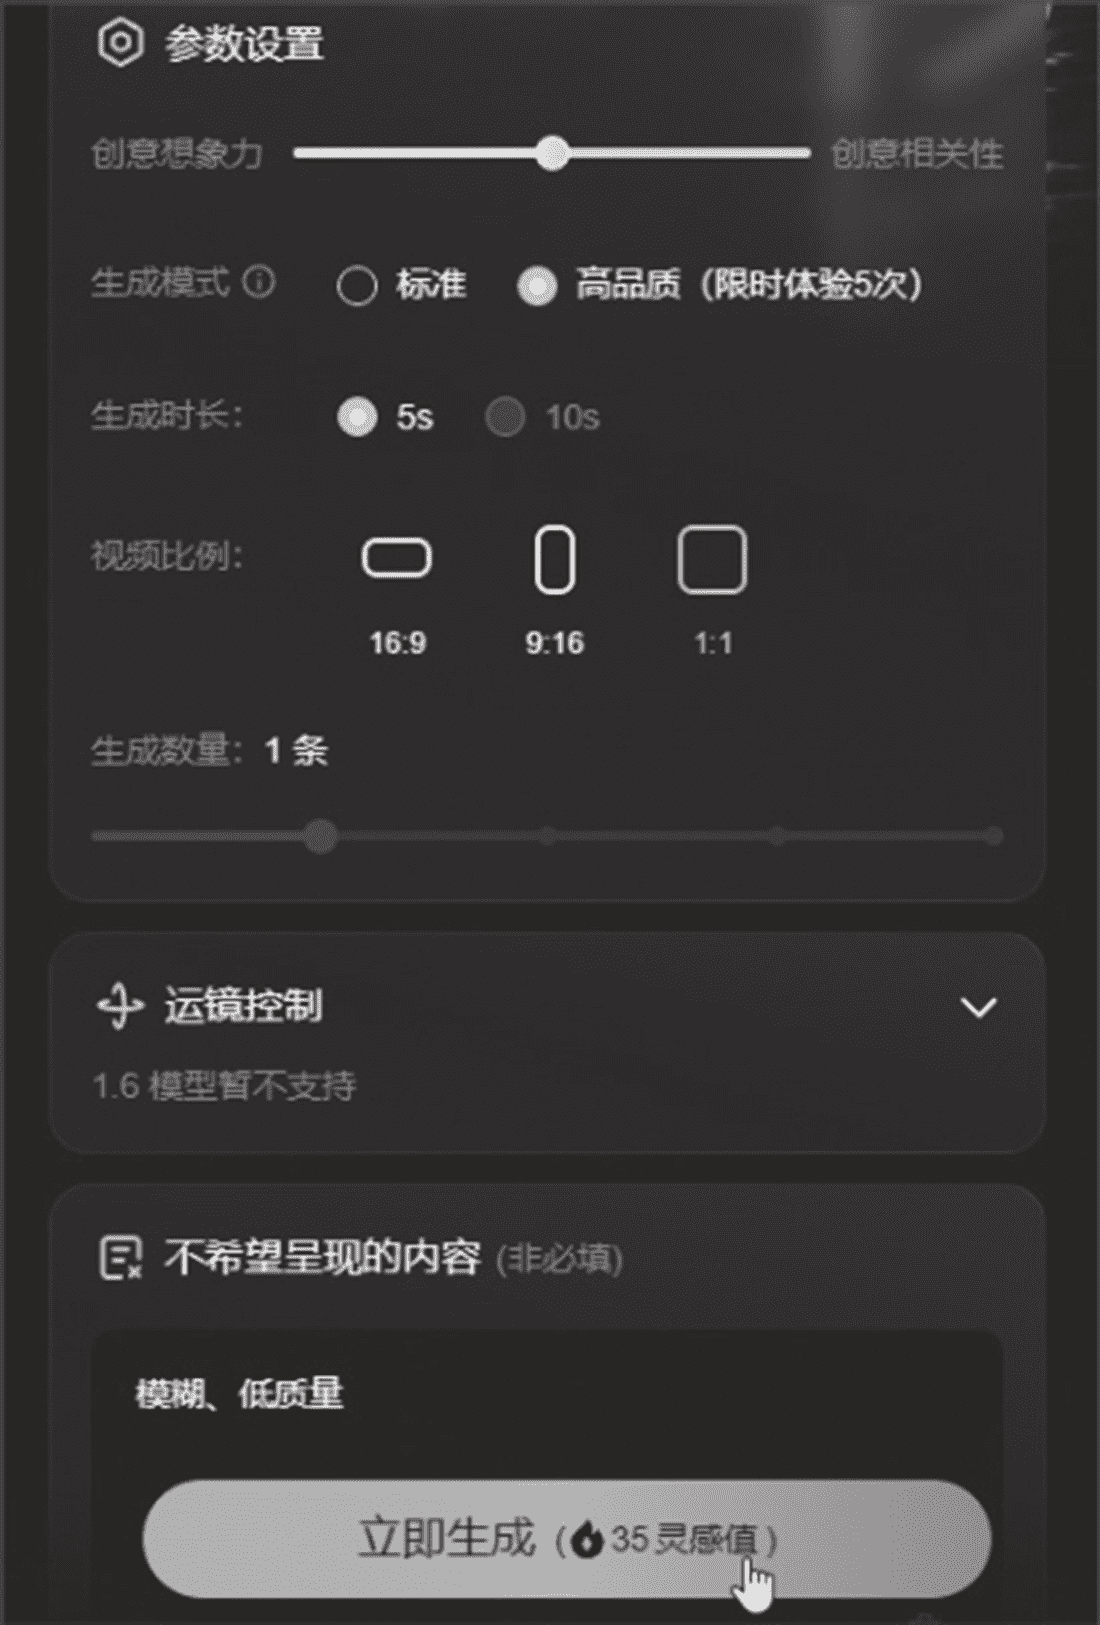 参数设置
创意想象力 创意相关性
生成模式 标准 高品质（限时体验5次）
生成时长： 5s 10s
视频比例：
16:9 9:16 1:1
生成数量：1 条
运镜控制
1.6 模型暂不支持
不希望呈现的内容 (非必填)
模糊、低质量
立即生成（35灵感值）